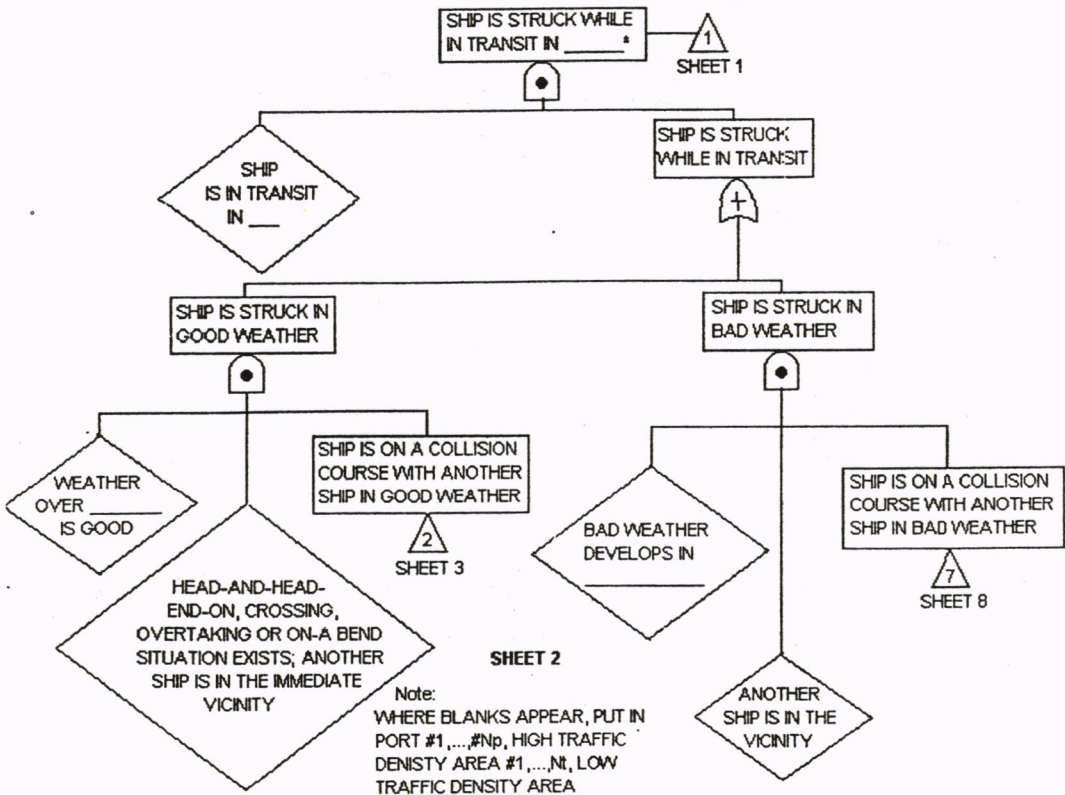 SHIP IS STRUCK WHILE
IN TRANSIT IN ______*
1
SHEET 1
SHIP
IS IN TRANSIT
IN ___
SHIP IS STRUCK
WHILE IN TRANSIT
+
SHIP IS STRUCK IN
GOOD WEATHER
SHIP IS STRUCK IN
BAD WEATHER
WEATHER
OVER _______
IS GOOD
HEAD-AND-HEAD-
END-ON, CROSSING,
OVERTAKING OR ON-A BEND
SITUATION EXISTS; ANOTHER
SHIP IS IN THE IMMEDIATE
VICINITY
SHIP IS ON A COLLISION
COURSE WITH ANOTHER
SHIP IN GOOD WEATHER
2
SHEET 3
BAD WEATHER
DEVELOPS IN
____________
ANOTHER
SHIP IS IN THE
VICINITY
SHIP IS ON A COLLISION
COURSE WITH ANOTHER
SHIP IN BAD WEATHER
7
SHEET 8
SHEET 2
Note:
WHERE BLANKS APPEAR, PUT IN
PORT #1,...,#Np, HIGH TRAFFIC
DENISTY AREA #1,...,Nt, LOW
TRAFFIC DENSITY AREA